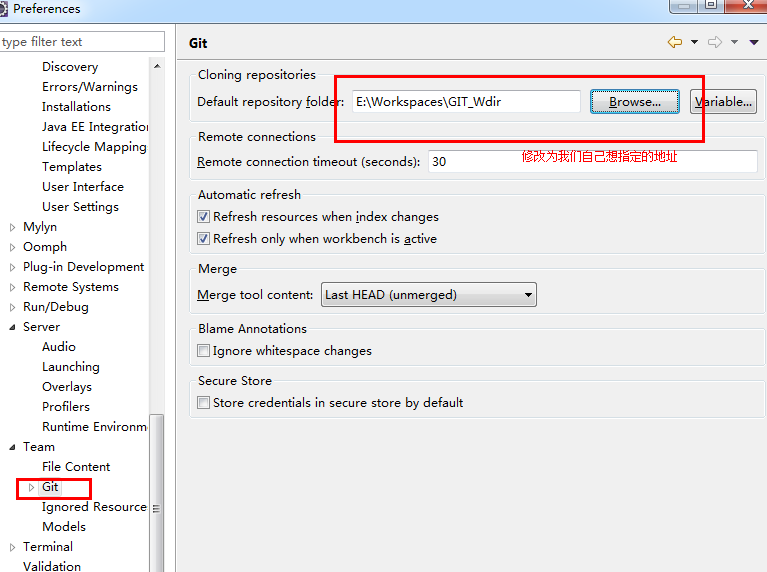 Preferences
type filter text
Discovery
Errors/Warnings
Installations
Java EE Integration
Lifecycle Mapping
Templates
User Interface
User Settings
Mylyn
Oomph
Plug-in Development
Remote Systems
Run/Debug
Server
Audio
Launching
Overlays
Profilers
Runtime Environm
Team
File Content
Git
Ignored Resource
Models
Terminal
Validation
Git
Cloning repositories
Default repository folder: E:\Workspaces\GIT_Wdir Browse... Variable...
Remote connections
Remote connection timeout (seconds): 30 修改为我们自己想指定的地址
Automatic refresh
Refresh resources when index changes
Refresh only when workbench is active
Merge
Merge tool content: Last HEAD (unmerged)
Blame Annotations
Ignore whitespace changes
Secure Store
Store credentials in secure store by default